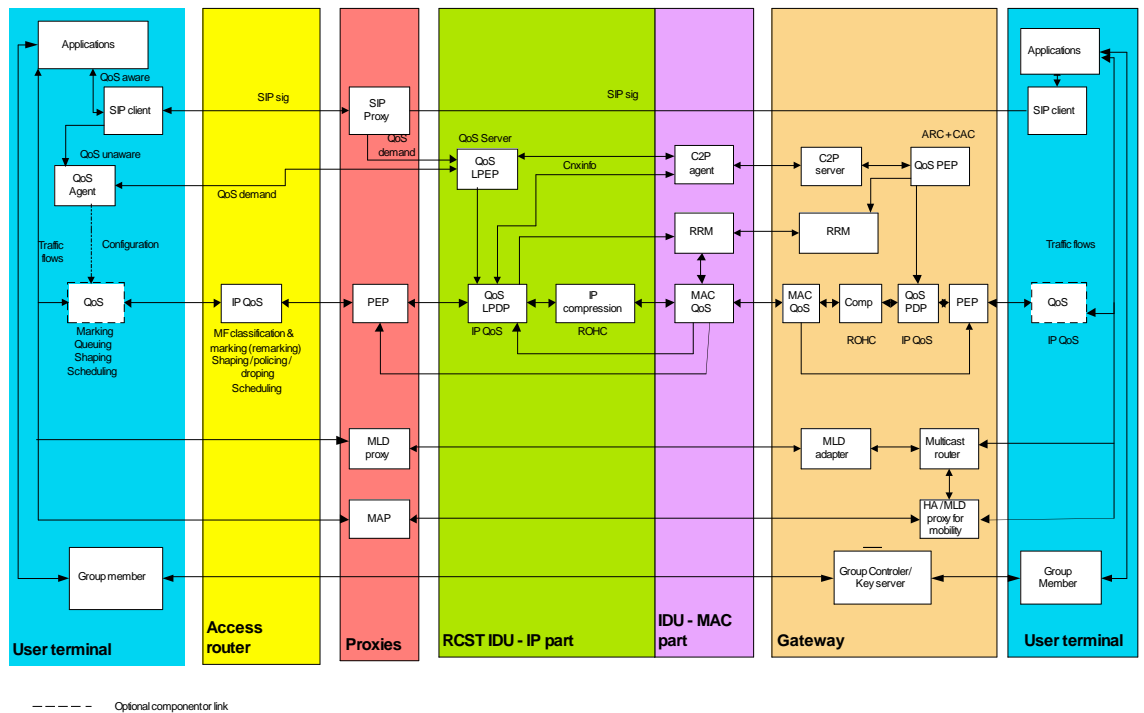 Applications
QoS aware
SIP client
QoS unaware
QoS
Agent
Traffic
flows
Configuration
QoS
Marking
Queuing
Shaping
Scheduling
Group member
User terminal
SIP sig
QoS demand
IP QoS
MF classification &
marking (remarking)
Shaping/policing/
droping
Scheduling
Access
router
SIP
Proxy
QoS
demand
PEP
MLD
proxy
MAP
Proxies
SIP sig
QoS Server
QoS
LPEP
Cnxinfo
QoS
LPDP
IP QoS
IP
compression
ROHC
RCST IDU - IP part
C2P
agent
RRM
MAC
QoS
IDU - MAC
part
ARC + CAC
C2P
server
QoS PEP
RRM
MAC
QoS
Comp
QoS
PDP
PEP
ROHC
IP QoS
MLD
adapter
Multicast
router
HA / MLD
proxy for
mobility
Group Controler/
Key server
Gateway
Applications
SIP client
Traffic flows
QoS
IP QoS
Group
Member
User terminal
Optional component or link